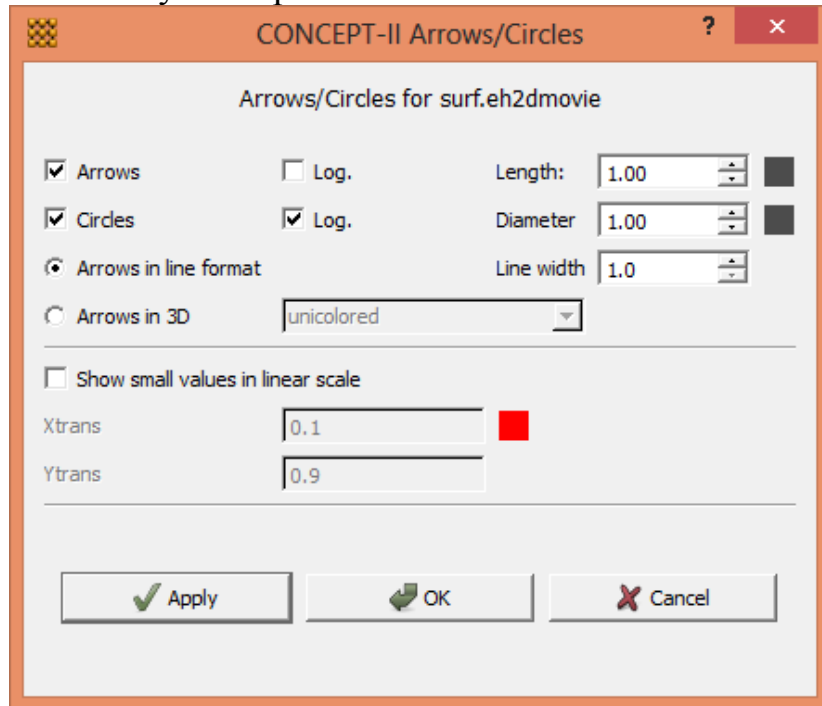 CONCEPT-II Arrows/Circles ? ×
Arrows/Circles for surf.eh2dmovie
Arrows Log. Length: 1.00
Circles Log. Diameter 1.00
Arrows in line format Line width 1.0
Arrows in 3D unicolored
Show small values in linear scale
Xtrans 0.1
Ytrans 0.9
Apply OK Cancel